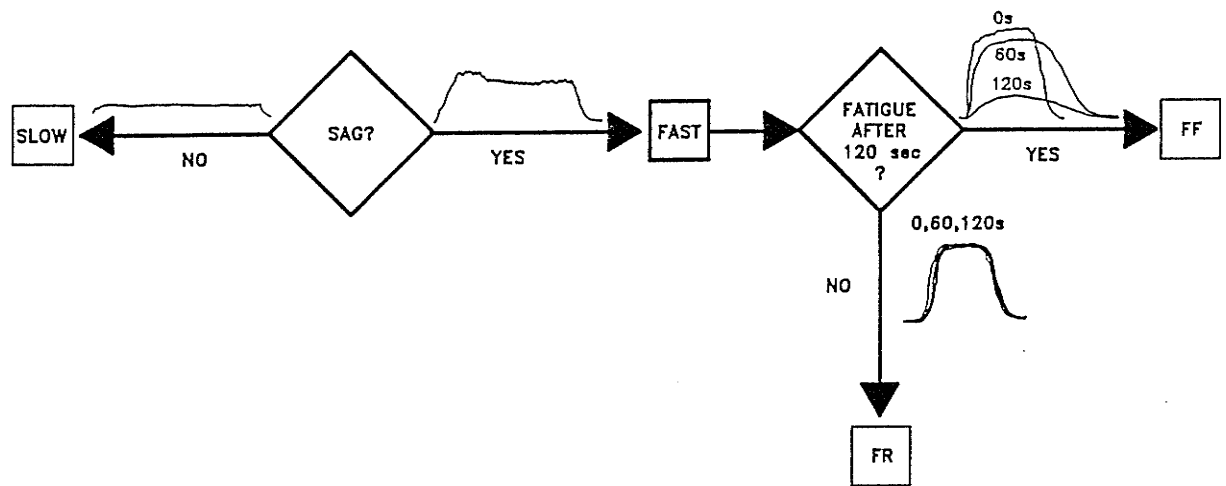 SLOW
NO
SAG?
YES
FAST
FATIGUE
AFTER
120 sec
?
0s
60s
120s
YES
FF
0,60,120s
NO
FR